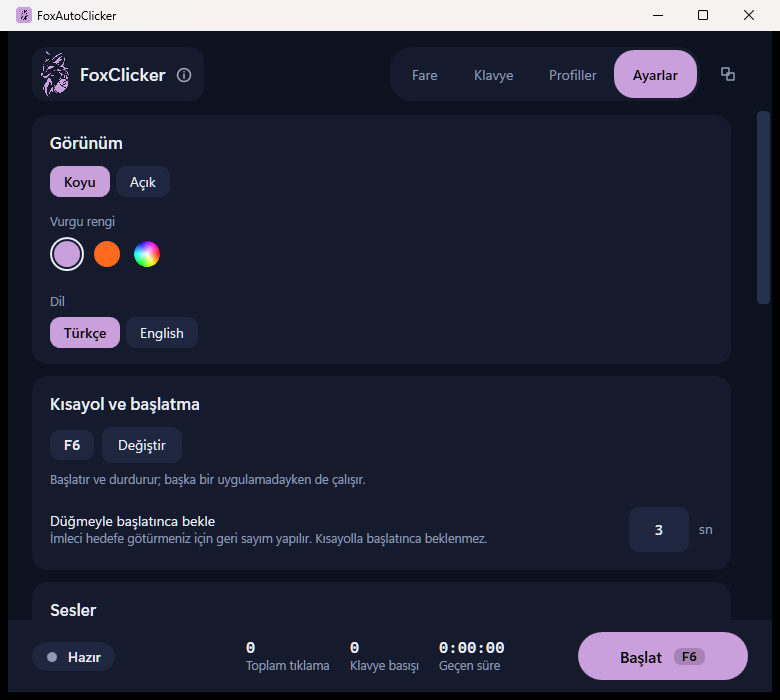 FoxAutoClicker
FoxClicker
Fare Klavye Profiller Ayarlar
Görünüm
Koyu Açık
Vurgu rengi
Dil
Türkçe English
Kısayol ve başlatma
F6 Değiştir
Başlatır ve durdurur; başka bir uygulamadayken de çalışır.
Düğmeyle başlatınca bekle
İmleci hedefe götürmeniz için geri sayım yapılır. Kısayolla başlatınca beklenmez.
3 sn
Sesler
Hazır
0 0 0:00:00
Toplam tıklama Klavye basışı Geçen süre
Başlat F6